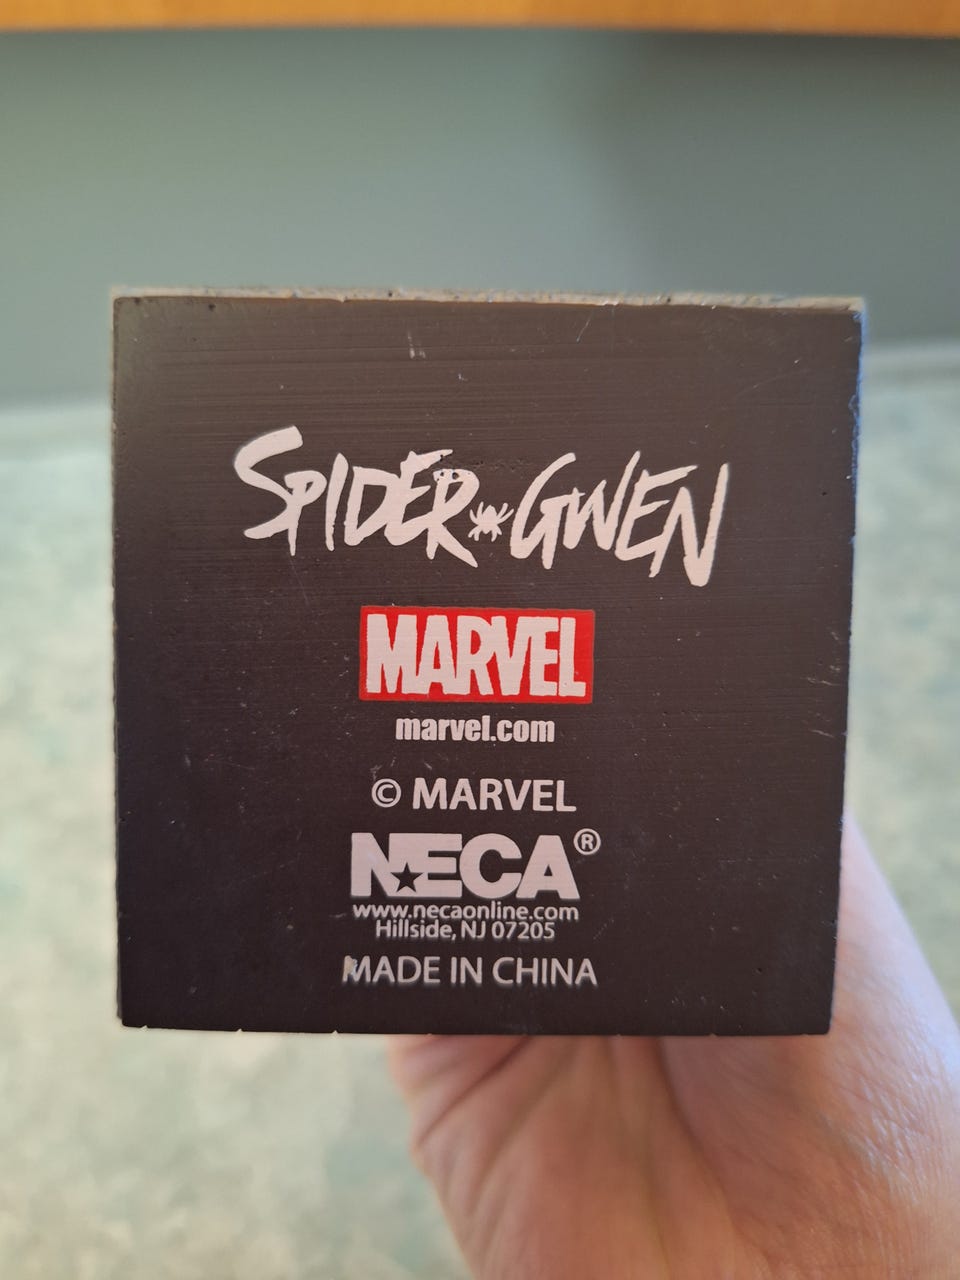 SPIDER-GWEN
MARVEL
marvel.com
© MARVEL
NECA®
www.necaonline.com
Hillside, NJ 07205
MADE IN CHINA